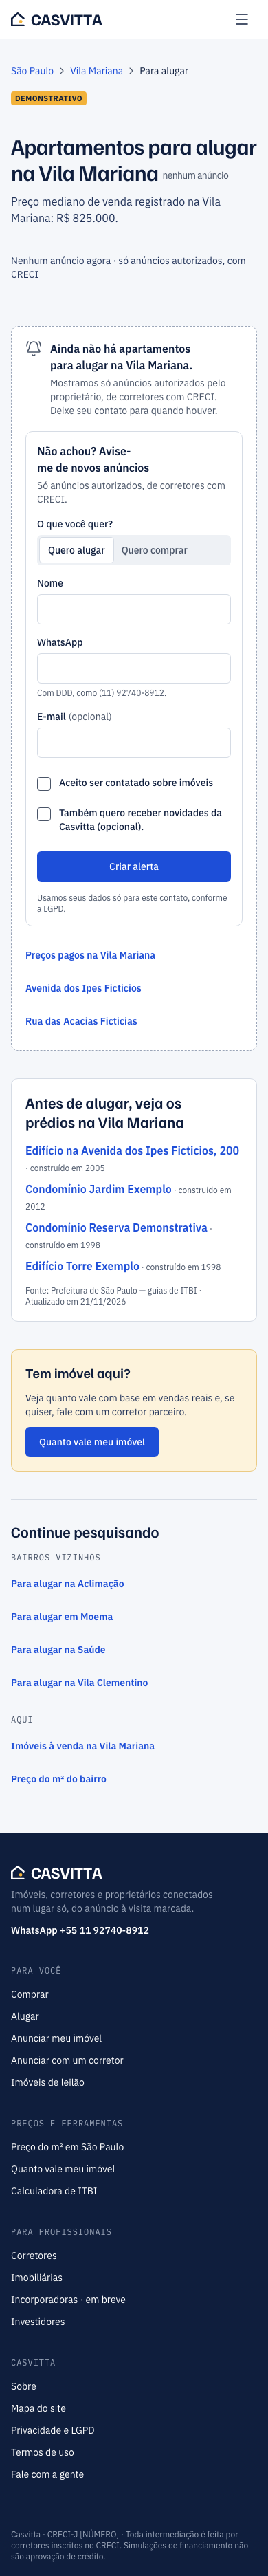 CASVITTA
São Paulo > Vila Mariana > Para alugar
DEMONSTRATIVO
Apartamentos para alugar
na Vila Mariana nenhum anúncio
Preço mediano de venda registrado na Vila
Mariana: R$ 825.000.
Nenhum anúncio agora · só anúncios autorizados, com
CRECI
Ainda não há apartamentos
para alugar na Vila Mariana.
Mostramos só anúncios autorizados pelo
proprietário, de corretores com CRECI.
Deixe seu contato para quando houver.
Não achou? Avise-
me de novos anúncios
Só anúncios autorizados, de corretores com
CRECI.
O que você quer?
Quero alugar Quero comprar
Nome
WhatsApp
Com DDD, como (11) 92740-8912.
E-mail (opcional)
Aceito ser contatado sobre imóveis
Também quero receber novidades da
Casvitta (opcional).
Criar alerta
Usamos seus dados só para este contato, conforme
a LGPD.
Preços pagos na Vila Mariana
Avenida dos Ipes Ficticios
Rua das Acacias Ficticias
Antes de alugar, veja os
prédios na Vila Mariana
Edifício na Avenida dos Ipes Ficticios, 200
· construído em 2005
Condomínio Jardim Exemplo · construído em
2012
Condomínio Reserva Demonstrativa ·
construído em 1998
Edifício Torre Exemplo · construído em 1998
Fonte: Prefeitura de São Paulo — guias de ITBI ·
Atualizado em 21/11/2026
Tem imóvel aqui?
Veja quanto vale com base em vendas reais e, se
quiser, fale com um corretor parceiro.
Quanto vale meu imóvel
Continue pesquisando
BAIRROS VIZINHOS
Para alugar na Aclimação
Para alugar em Moema
Para alugar na Saúde
Para alugar na Vila Clementino
AQUI
Imóveis à venda na Vila Mariana
Preço do m² do bairro
CASVITTA
Imóveis, corretores e proprietários conectados
num lugar só, do anúncio à visita marcada.
WhatsApp +55 11 92740-8912
PARA VOCÊ
Comprar
Alugar
Anunciar meu imóvel
Anunciar com um corretor
Imóveis de leilão
PREÇOS E FERRAMENTAS
Preço do m² em São Paulo
Quanto vale meu imóvel
Calculadora de ITBI
PARA PROFISSIONAIS
Corretores
Imobiliárias
Incorporadoras · em breve
Investidores
CASVITTA
Sobre
Mapa do site
Privacidade e LGPD
Termos de uso
Fale com a gente
Casvitta · CRECI-J [NÚMERO] · Toda intermediação é feita por
corretores inscritos no CRECI. Simulações de financiamento não
são aprovação de crédito.